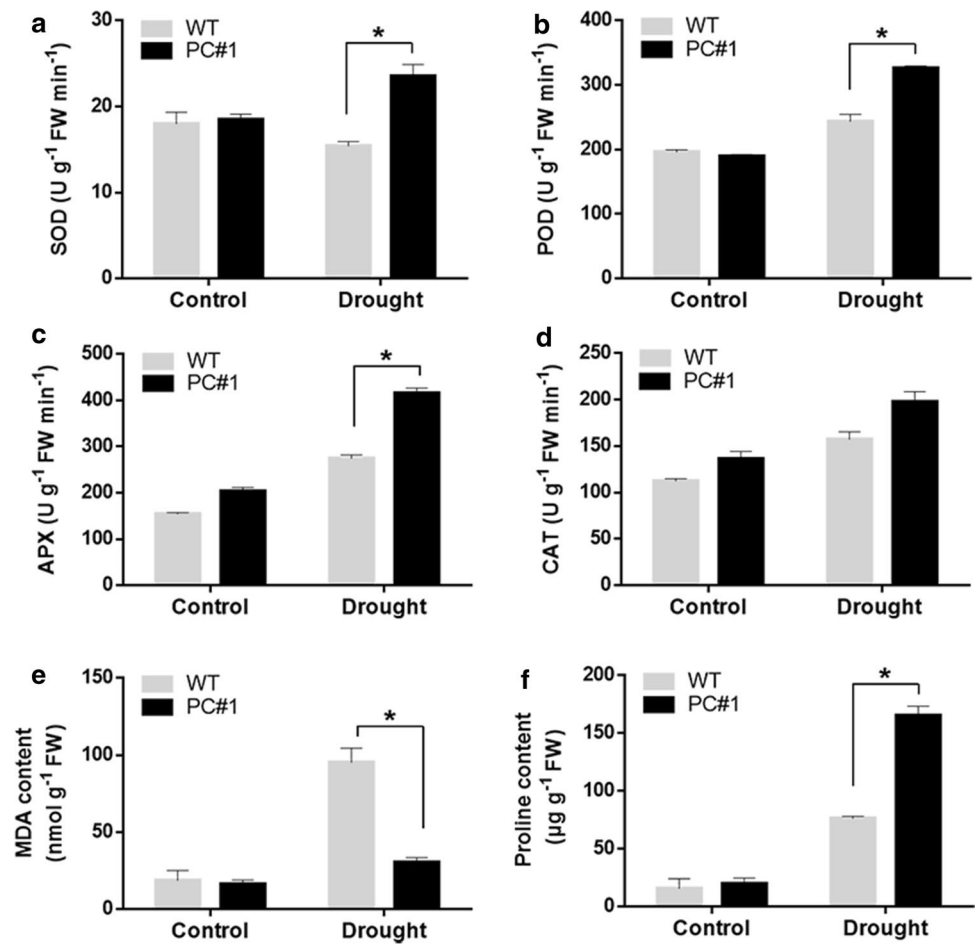 a
SOD (U g⁻¹ FW min⁻¹)
30
20
10
0
WT
PC#1
*
Control
Drought
b
POD (U g⁻¹ FW min⁻¹)
400
300
200
100
0
WT
PC#1
*
Control
Drought
c
APX (U g⁻¹ FW min⁻¹)
500
400
300
200
100
0
WT
PC#1
*
Control
Drought
d
CAT (U g⁻¹ FW min⁻¹)
250
200
150
100
50
0
WT
PC#1
Control
Drought
e
MDA content
(nmol g⁻¹ FW)
150
100
50
0
WT
PC#1
*
Control
Drought
f
Proline content
(μg g⁻¹ FW)
200
150
100
50
0
WT
PC#1
*
Control
Drought